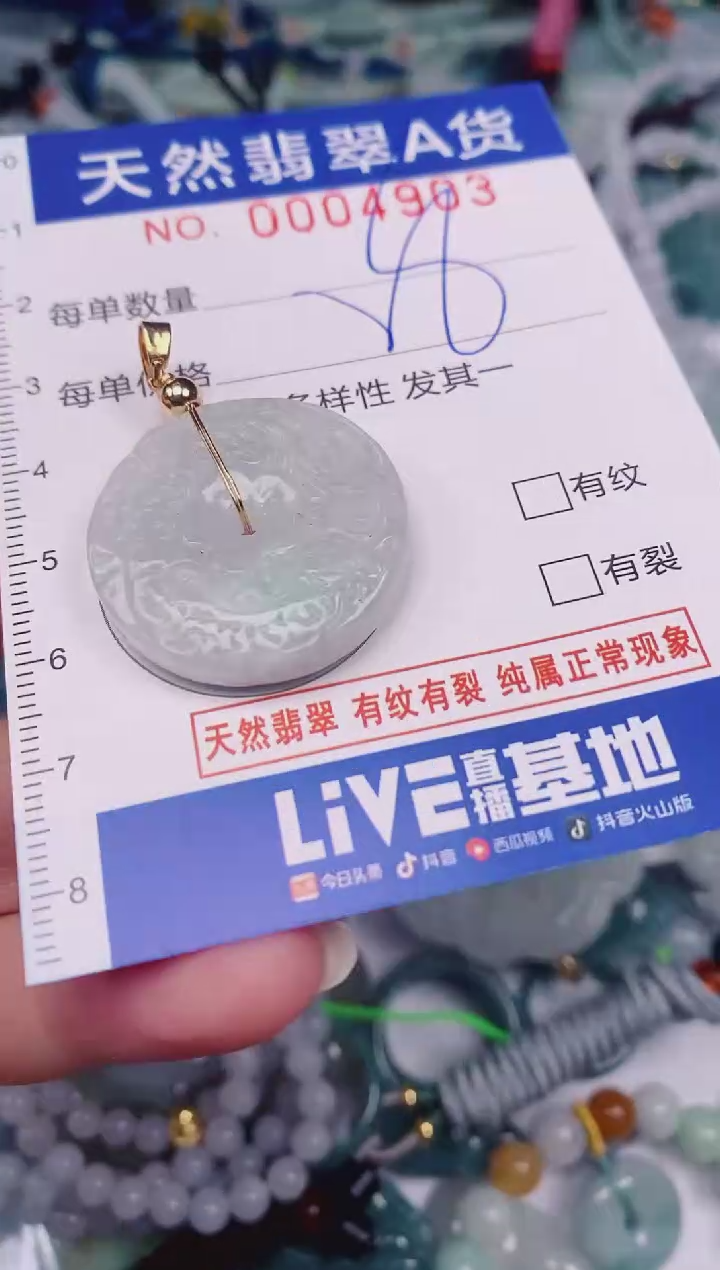 天然翡翠A货
NO. 0004903
每单数量
每单价格
多样性 发其一
有纹
有裂
天然翡翠 有纹有裂 纯属正常现象
LiVE直播基地
今日头条 抖音 西瓜视频 抖音火山版
0
1
2
3
4
5
6
7
8